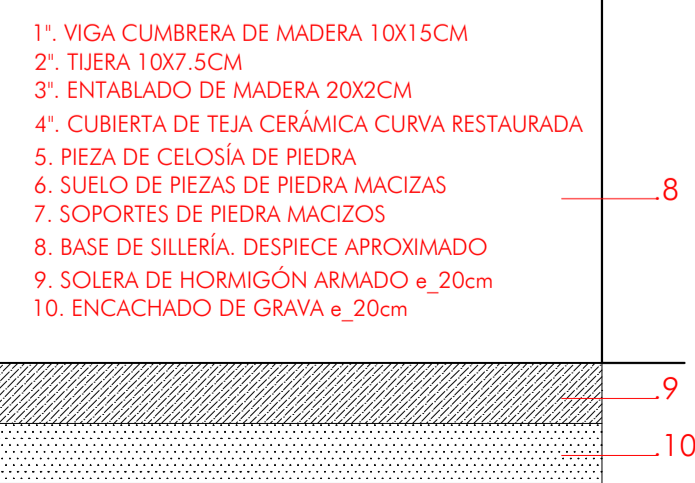 1". VIGA CUMBRERA DE MADERA 10X15CM
2". TIJERA 10X7.5CM
3". ENTABLADO DE MADERA 20X2CM
4". CUBIERTA DE TEJA CERÁMICA CURVA RESTAURADA
5. PIEZA DE CELOSÍA DE PIEDRA
6. SUELO DE PIEZAS DE PIEDRA MACIZAS
7. SOPORTES DE PIEDRA MACIZOS
8. BASE DE SILLERÍA. DESPIECE APROXIMADO
9. SOLERA DE HORMIGÓN ARMADO e_20cm
10. ENCACHADO DE GRAVA e_20cm
8
9
10